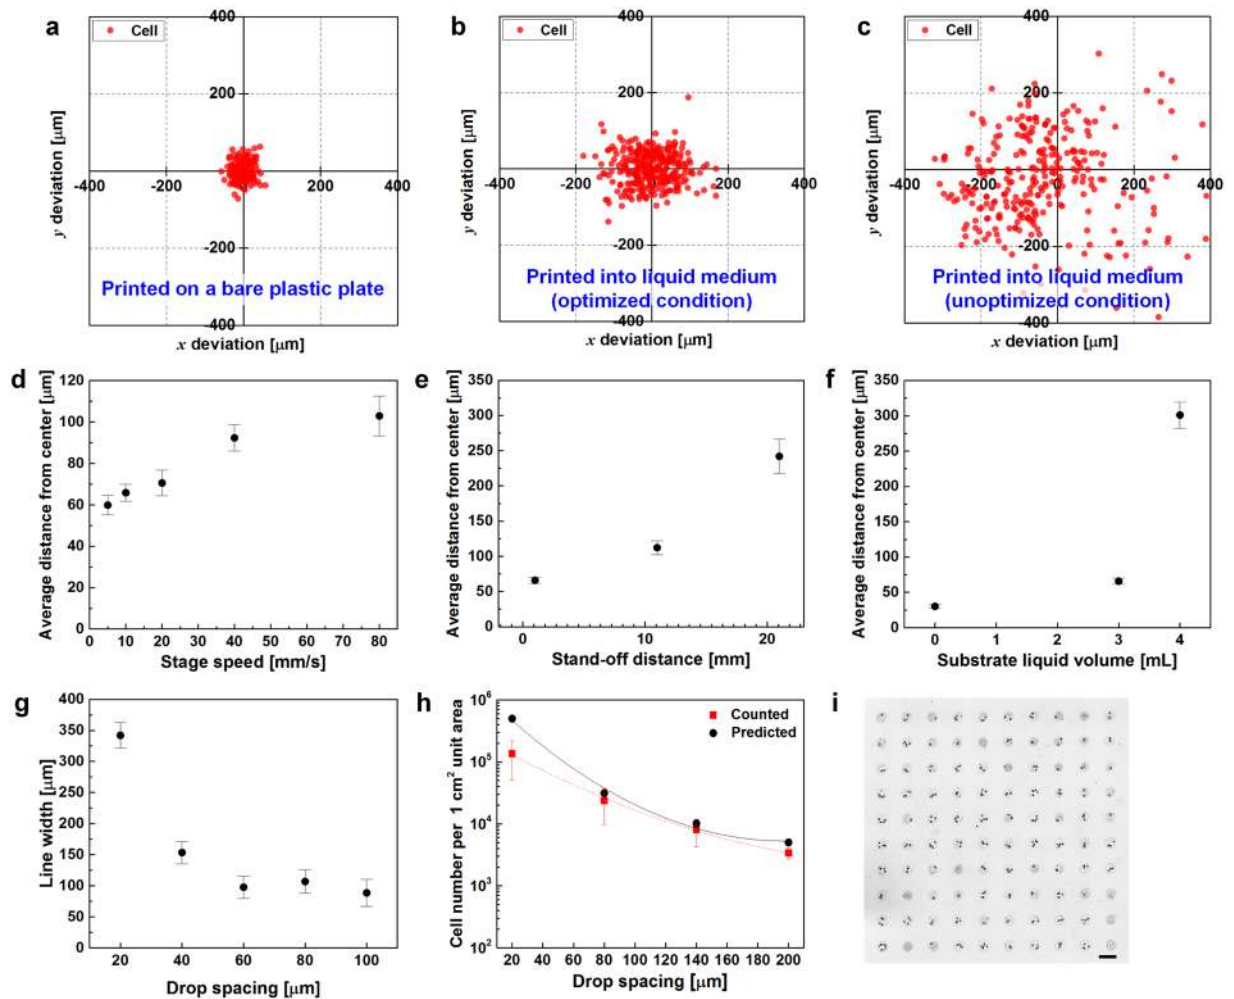 a
Cell
400
200
-400
-200
200
400
-200
-400
y deviation [μm]
x deviation [μm]
Printed on a bare plastic plate
b
Cell
400
200
-400
-200
200
400
-200
-400
y deviation [μm]
x deviation [μm]
Printed into liquid medium
(optimized condition)
c
Cell
400
200
-400
-200
0
200
400
-200
-400
y deviation [μm]
x deviation [μm]
Printed into liquid medium
(unoptimized condition)
d
Average distance from center [μm]
120
100
80
60
40
20
0
0 10 20 30 40 50 60 70 80
Stage speed [mm/s]
e
Average distance from center [μm]
350
300
250
200
150
100
50
0
0 10 20
Stand-off distance [mm]
f
Average distance from center [μm]
350
300
250
200
150
100
50
0
0 1 2 3 4
Substrate liquid volume [mL]
g
Line width [μm]
400
350
300
250
200
150
100
50
0
20 40 60 80 100
Drop spacing [μm]
h
Cell number per 1 cm² unit area
10⁶
10⁵
10⁴
10³
10²
Counted
Predicted
20 40 60 80 100 120 140 160 180 200
Drop spacing [μm]
i